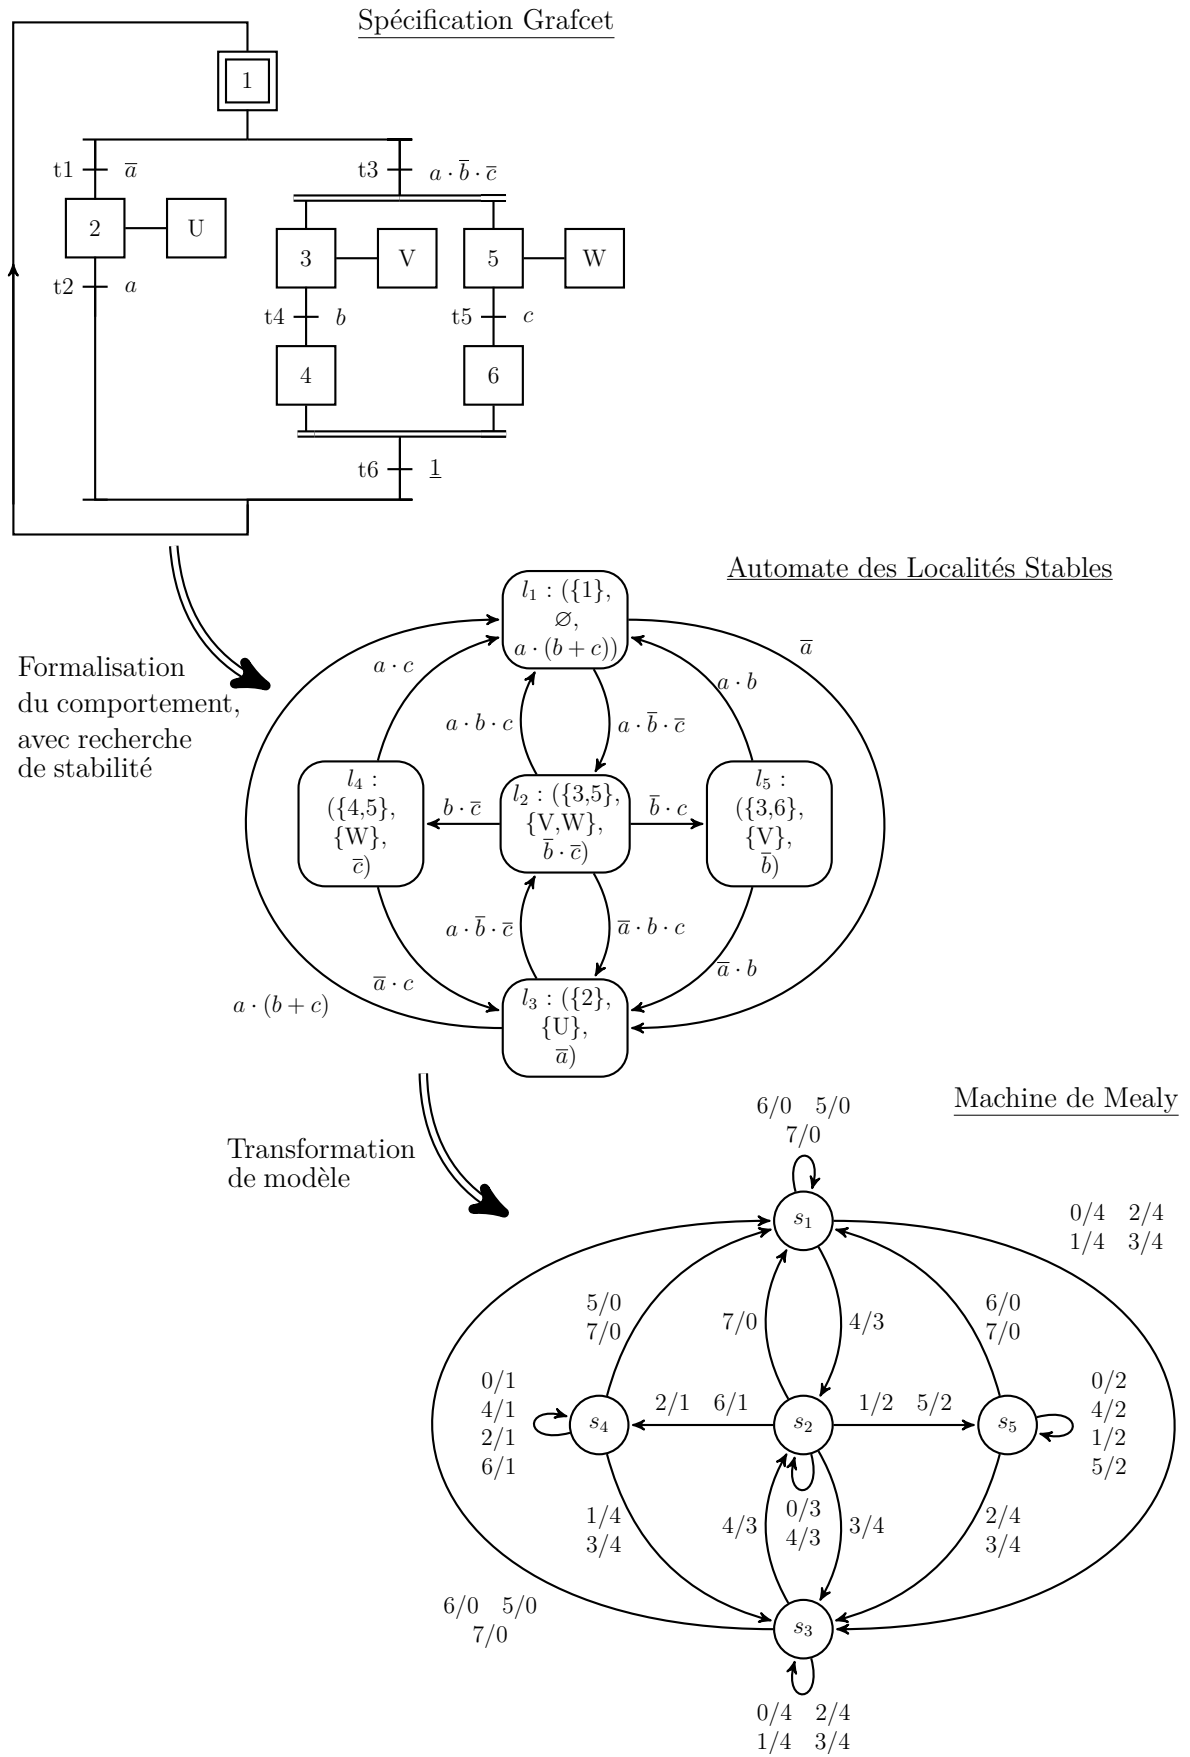 Spécification Grafcet
1
t1 a̅
t3 a · b̅ · c̅
2 U
3 V
5 W
t2 a
t4 b
t5 c
4
6
t6 1
Automate des Localités Stables
Formalisation
du comportement,
avec recherche
de stabilité
l₁ : ({1},
∅,
a · (b + c))
a̅
a · c
a · b
a · b · c
a · b̅ · c̅
l₄ :
({4,5},
{W},
c̅)
b · c̅
l₂ : ({3,5},
{V,W},
b̅ · c̅)
b̅ · c
l₅ :
({3,6},
{V},
b̅)
a · b̅ · c̅
a̅ · b · c
a̅ · c
a̅ · b
a · (b + c)
l₃ : ({2},
{U},
a̅)
Transformation
de modèle
Machine de Mealy
6/0 5/0
7/0
s₁
0/4 2/4
1/4 3/4
5/0
7/0
7/0
4/3
6/0
7/0
0/1
4/1
2/1
6/1
s₄
2/1 6/1
s₂
1/2 5/2
s₅
0/2
4/2
1/2
5/2
1/4
3/4
4/3
0/3
4/3
3/4
2/4
3/4
6/0 5/0
7/0
s₃
0/4 2/4
1/4 3/4